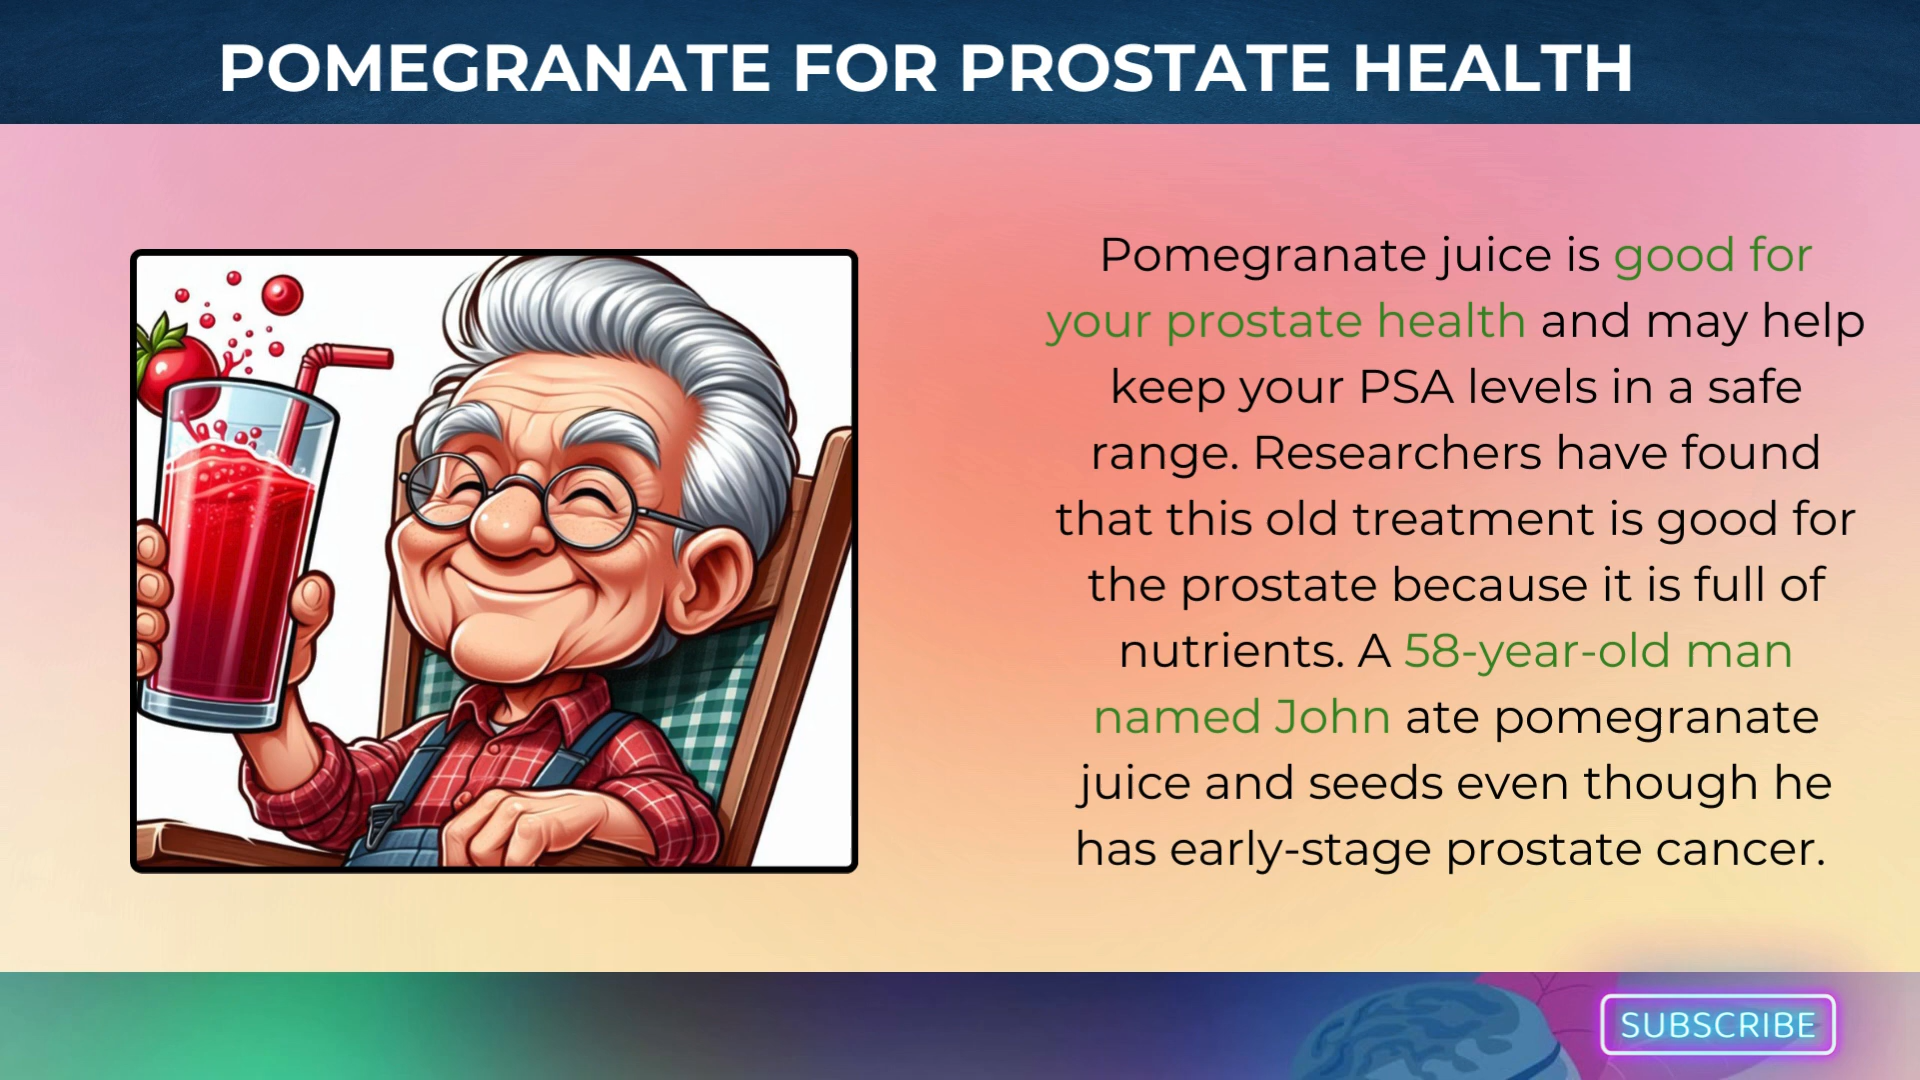 POMEGRANATE FOR PROSTATE HEALTH
Pomegranate juice is good for
your prostate health and may help
keep your PSA levels in a safe
range. Researchers have found
that this old treatment is good for
the prostate because it is full of
nutrients. A 58-year-old man
named John ate pomegranate
juice and seeds even though he
has early-stage prostate cancer.
SUBSCRIBE